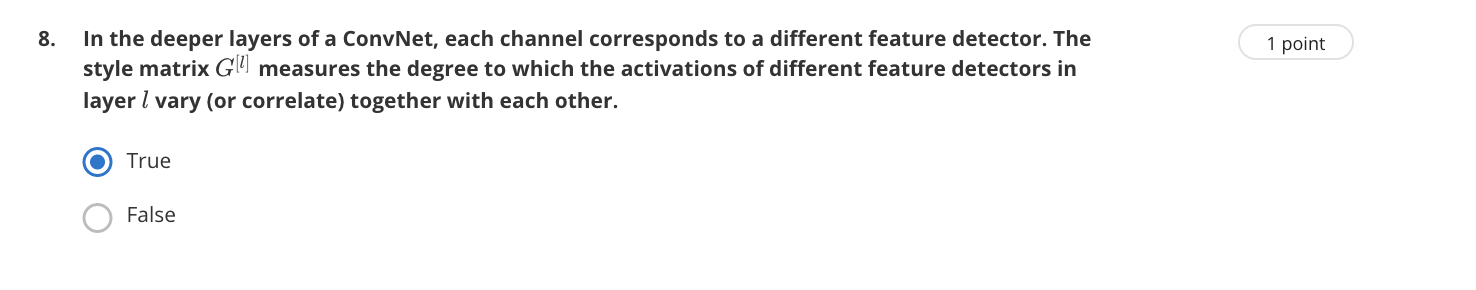 8. In the deeper layers of a ConvNet, each channel corresponds to a different feature detector. The
style matrix G^[l] measures the degree to which the activations of different feature detectors in
layer l vary (or correlate) together with each other.
1 point
True
False